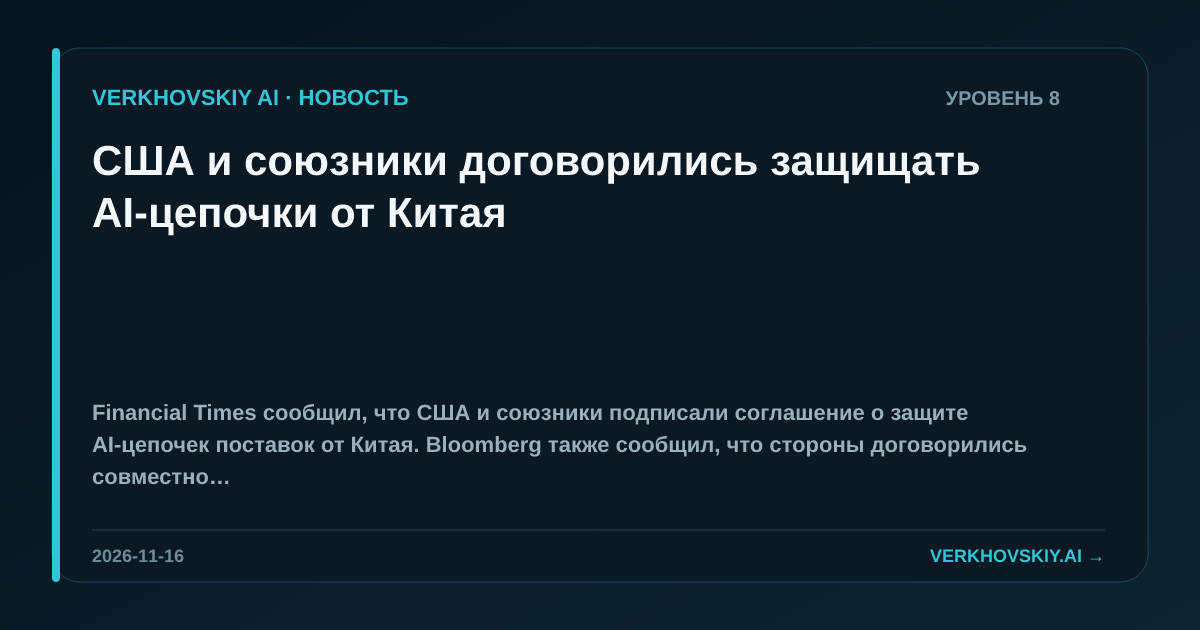 VERKHOVSKIY AI · НОВОСТЬ
УРОВЕНЬ 8
США и союзники договорились защищать
AI-цепочки от Китая
Financial Times сообщил, что США и союзники подписали соглашение о защите
AI-цепочек поставок от Китая. Bloomberg также сообщил, что стороны договорились
совместно…
2026-11-16
VERKHOVSKIY.AI →